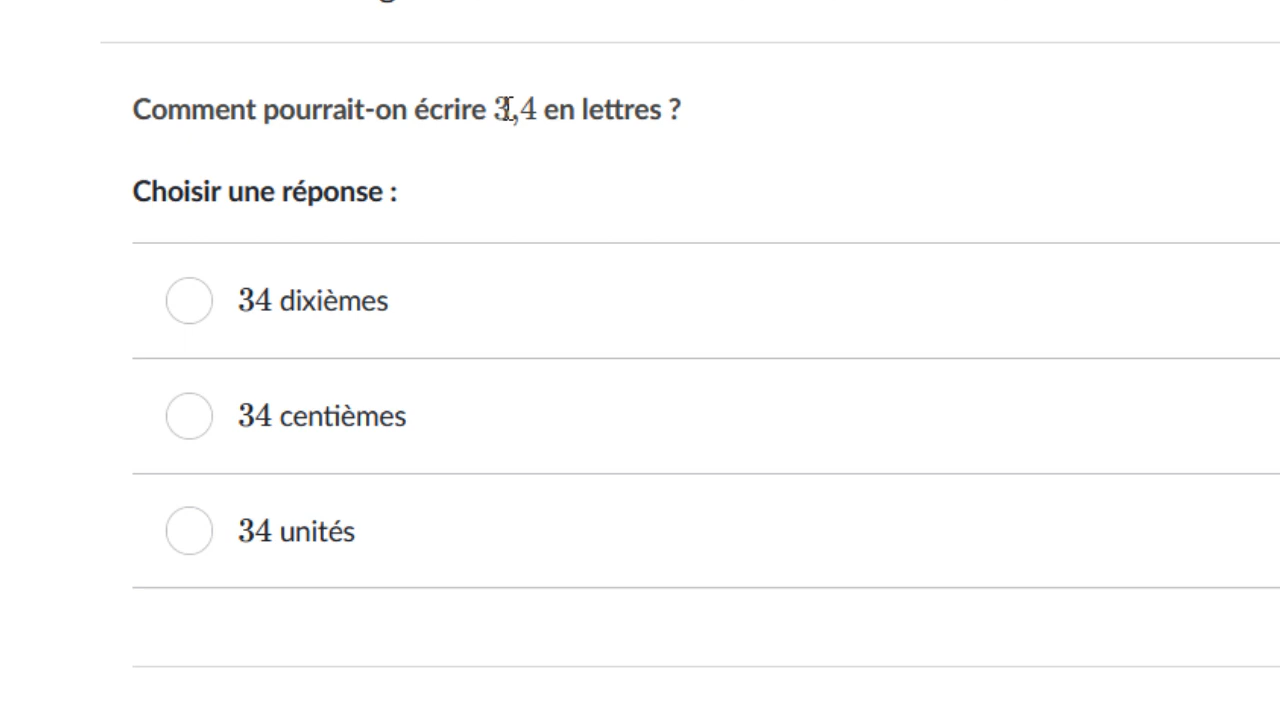 Comment pourrait-on écrire 3,4 en lettres ?
Choisir une réponse :
34 dixièmes
34 centièmes
34 unités